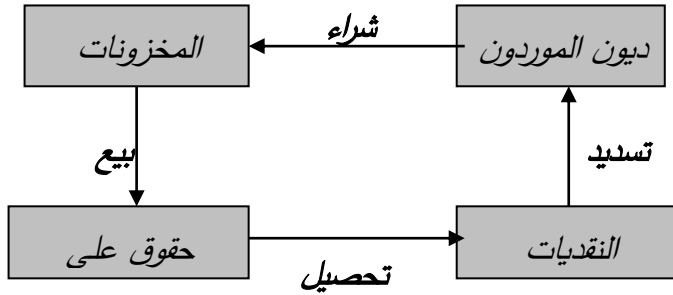 ديون الموردون
شراء
المخزونات
بيع
تسديد
حقوق على
تحصيل
النقديات